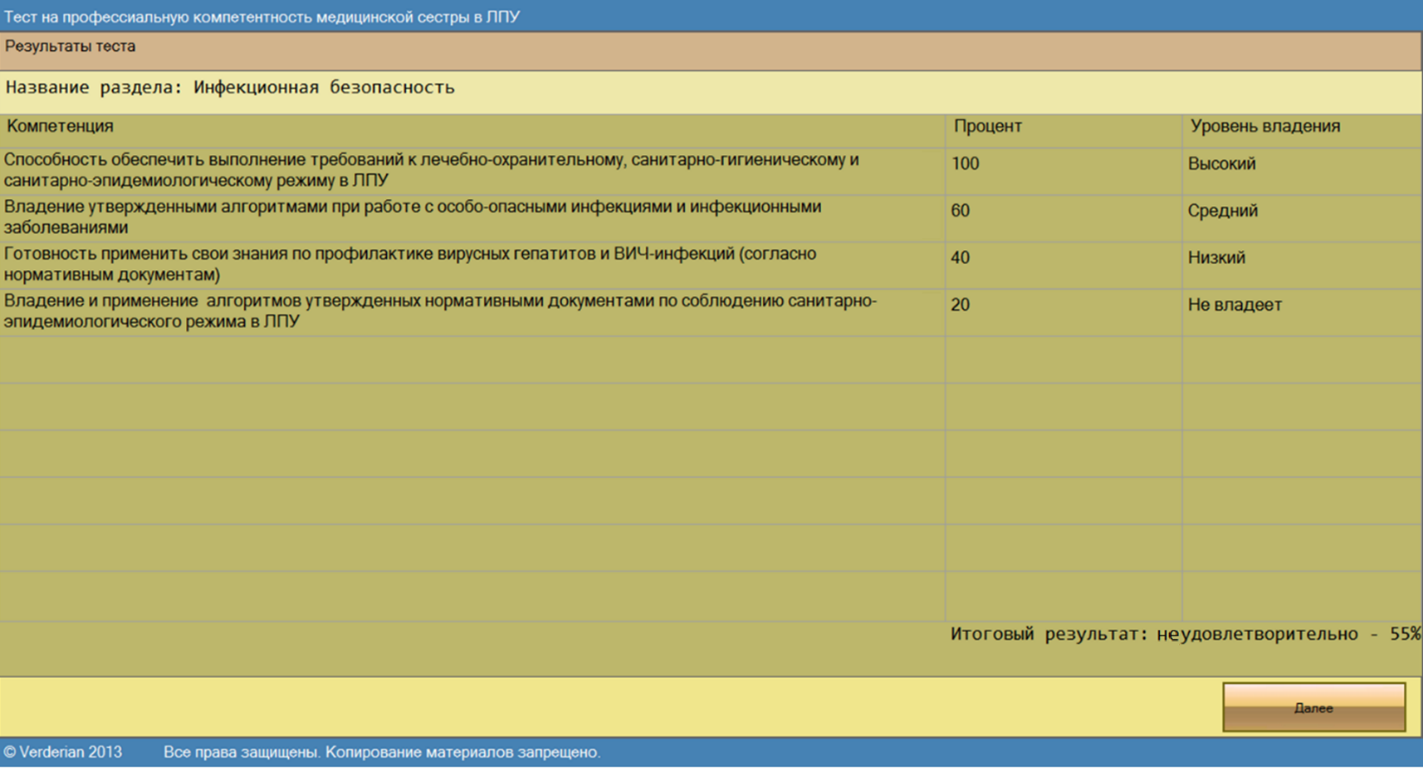 Тест на профессиональную компетентность медицинской сестры в ЛПУ
Результаты теста
Название раздела: Инфекционная безопасность
Компетенция Процент Уровень владения
Способность обеспечить выполнение требований к лечебно-охранительному, санитарно-гигиеническому и
санитарно-эпидемиологическому режиму в ЛПУ
100 Высокий
Владение утвержденными алгоритмами при работе с особо-опасными инфекциями и инфекционными
заболеваниями
60 Средний
Готовность применить свои знания по профилактике вирусных гепатитов и ВИЧ-инфекций (согласно
нормативным документам)
40 Низкий
Владение и применение алгоритмов утвержденных нормативными документами по соблюдению санитарно-
эпидемиологического режима в ЛПУ
20 Не владеет
Итоговый результат: неудовлетворительно - 55%
Далее
© Verderian 2013 Все права защищены. Копирование материалов запрещено.